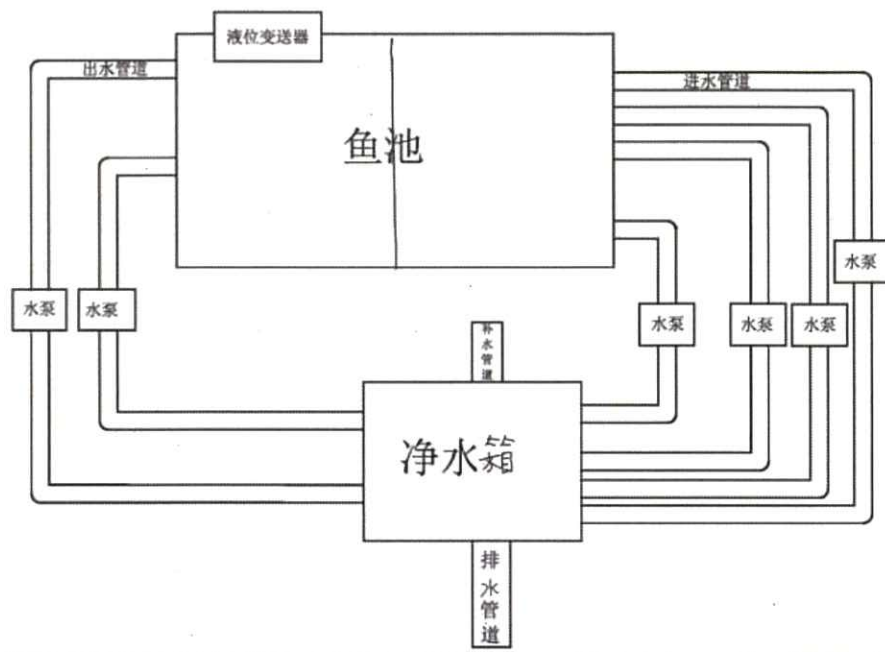 液位变送器
出水管道
进水管道
鱼池
水泵
水泵
水泵
水泵
水泵
水泵
补水管道
净水箱
排水管道